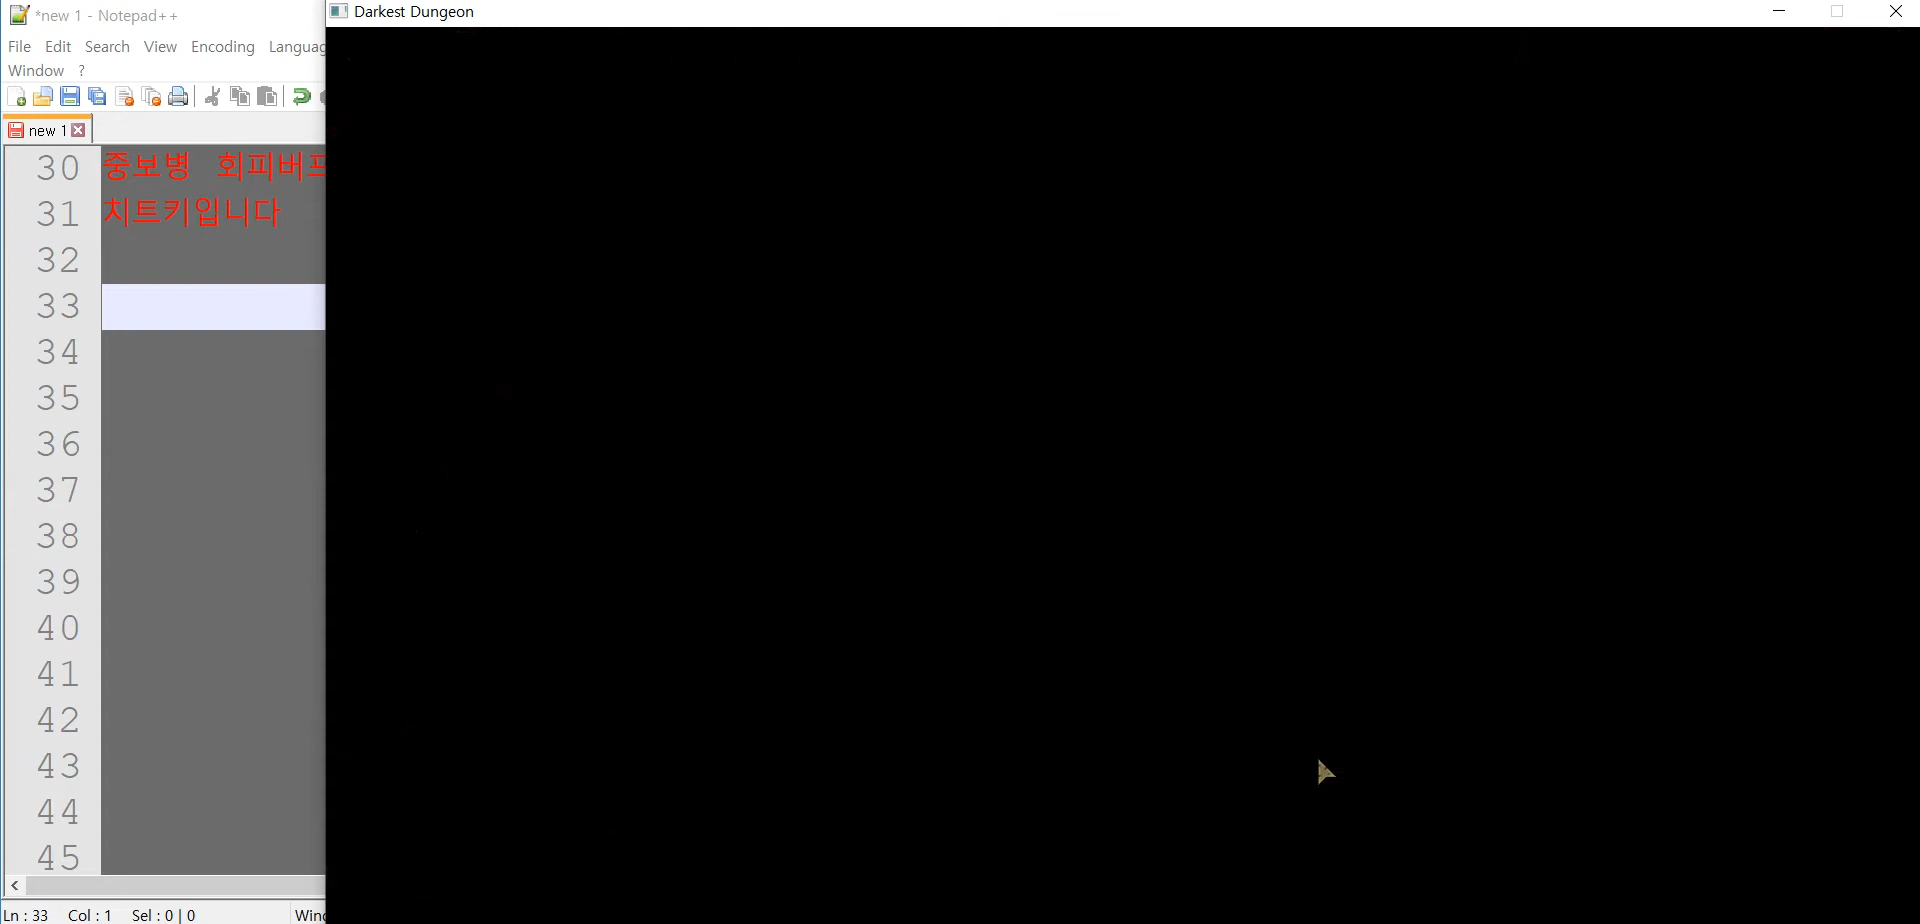 *new 1 - Notepad++
Darkest Dungeon
File Edit Search View Encoding
Window ?
new 1
30 중보병 회피버프
31 치트키입니다
32
33
34
35
36
37
38
39
40
41
42
43
44
45
Ln : 33 Col : 1 Sel : 0 | 0